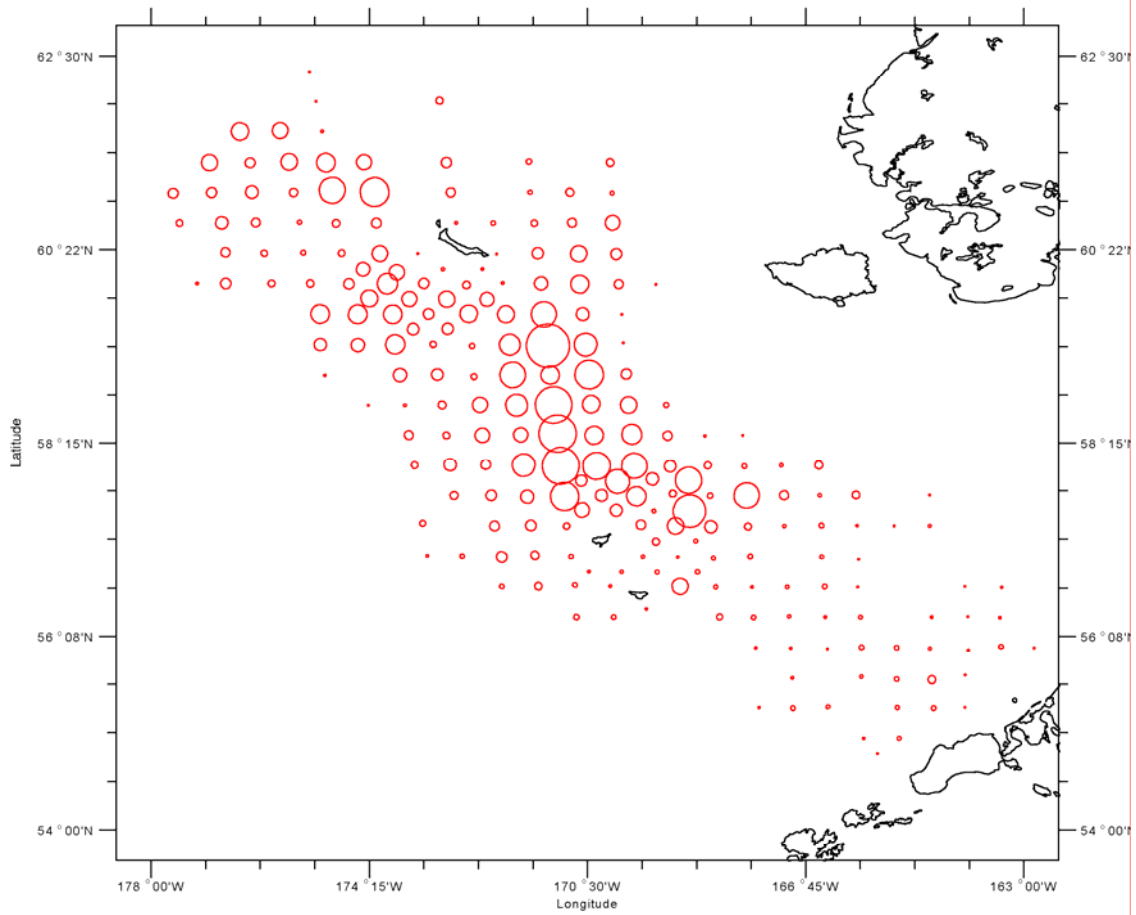 62 °30'N 62 °30'N
60 °22'N 60 °22'N
Latitude
58 °15'N 58 °15'N
56 °08'N 56 °08'N
54 °00'N 54 °00'N
178 °00'W 174 °15'W 170 °30'W 166 °45'W 163 °00'W
Longitude